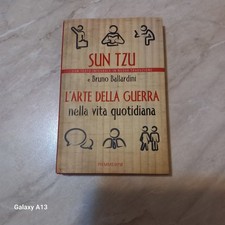 SUN TZU
e Bruno Ballardini
L'ARTE DELLA GUERRA
nella vita quotidiana
Galaxy A13